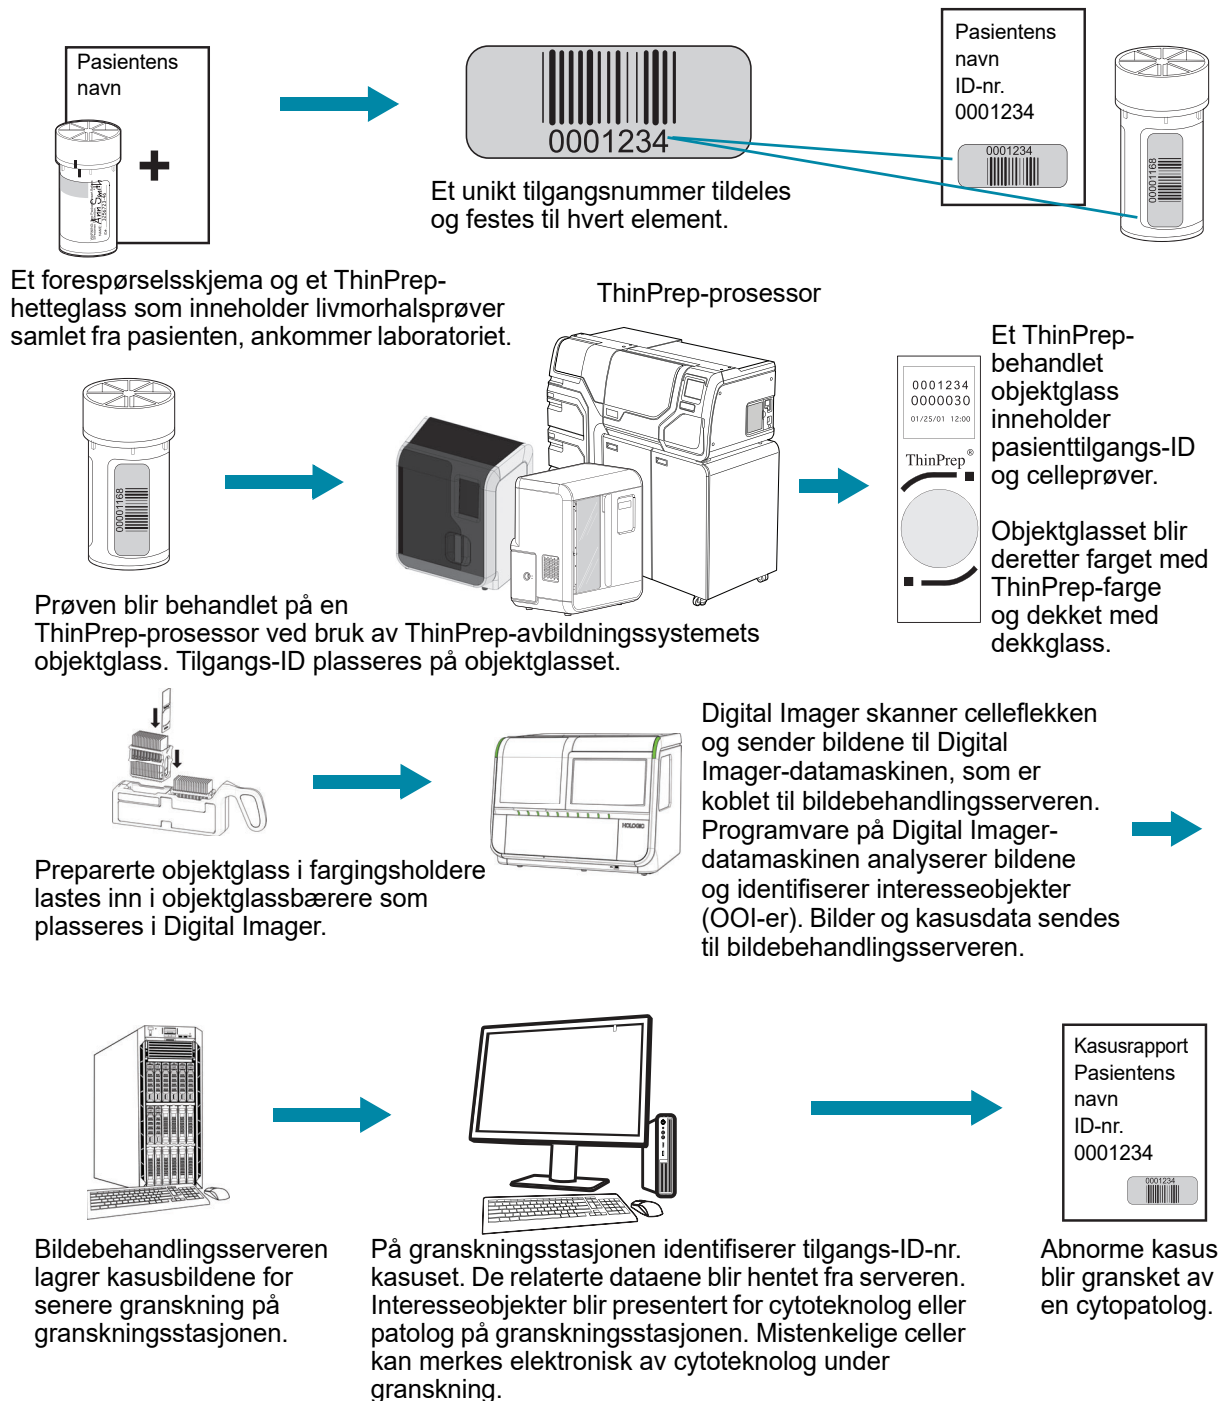 Pasientens
navn
Ann Smith
0001234
Et unikt tilgangsnummer tildeles
og festes til hvert element.
Pasientens
navn
ID-nr.
0001234
0001234
00001168
Et forespørselsskjema og et ThinPrep-
hetteglass som inneholder livmorhalsprøver
samlet fra pasienten, ankommer laboratoriet.
00001168
ThinPrep-prosessor
0001234
0000030
01/25/01 12:00
ThinPrep®
Et ThinPrep-
behandlet
objektglass
inneholder
pasienttilgangs-ID
og celleprøver.
Objektglasset blir
deretter farget med
ThinPrep-farge
og dekket med
dekkglass.
Prøven blir behandlet på en
ThinPrep-prosessor ved bruk av ThinPrep-avbildningssystemets
objektglass. Tilgangs-ID plasseres på objektglasset.
Preparerte objektglass i fargingsholdere
lastes inn i objektglassbærere som
plasseres i Digital Imager.
HOLOGIC
Digital Imager skanner celleflekken
og sender bildene til Digital
Imager-datamaskinen, som er
koblet til bildebehandlingsserveren.
Programvare på Digital Imager-
datamaskinen analyserer bildene
og identifiserer interesseobjekter
(OOI-er). Bilder og kasusdata sendes
til bildebehandlingsserveren.
Bildebehandlingsserveren
lagrer kasusbildene for
senere granskning på
granskningsstasjonen.
På granskningsstasjonen identifiserer tilgangs-ID-nr.
kasuset. De relaterte dataene blir hentet fra serveren.
Interesseobjekter blir presentert for cytoteknolog eller
patolog på granskningsstasjonen. Mistenkelige celler
kan merkes elektronisk av cytoteknolog under
granskning.
Kasusrapport
Pasientens
navn
ID-nr.
0001234
0001234
Abnorme kasus
blir gransket av
en cytopatolog.